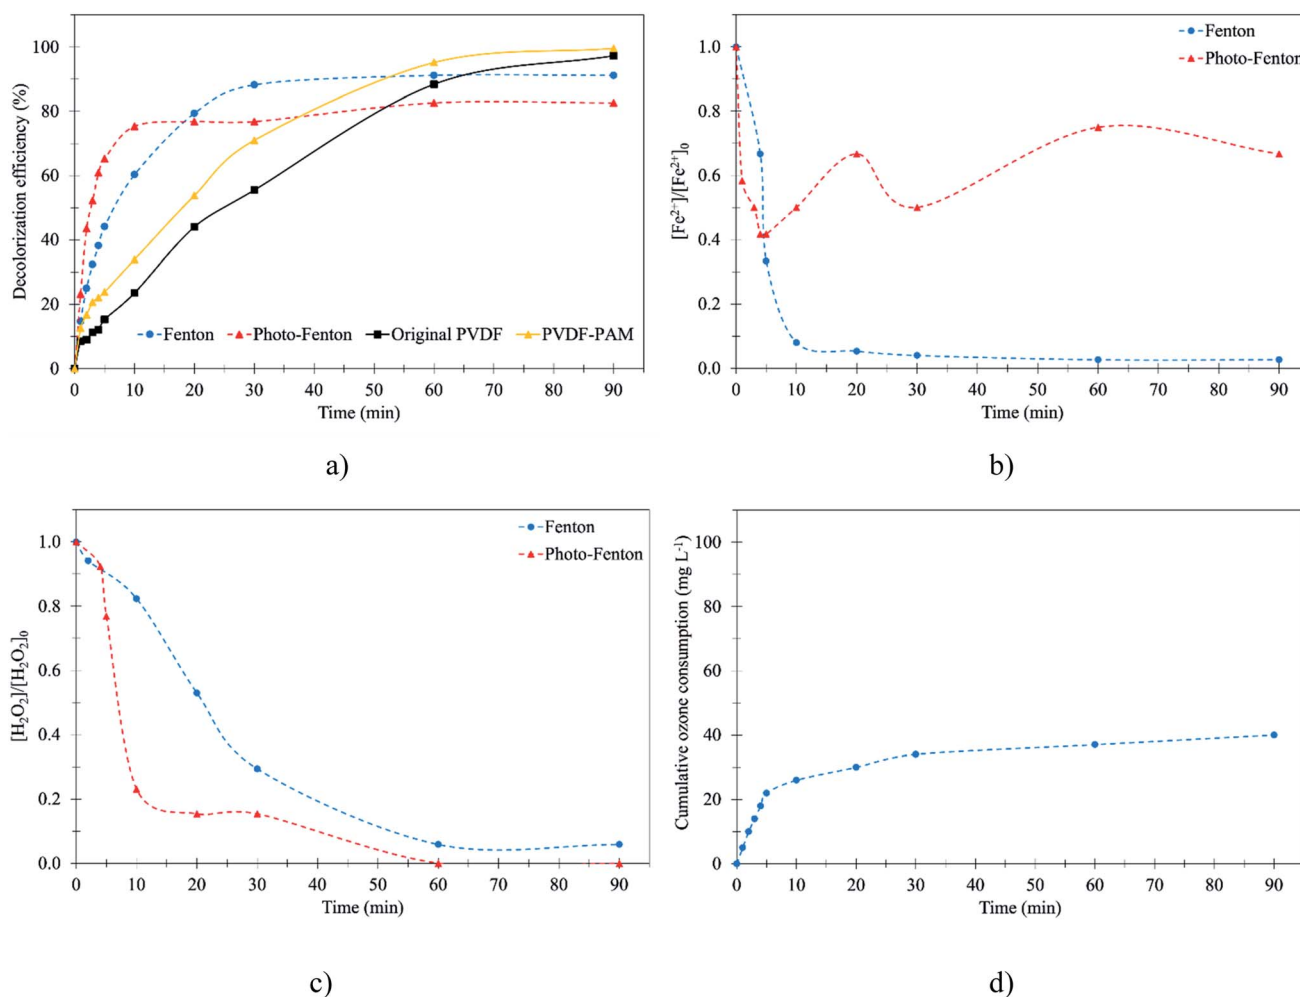 Decolorization efficiency (%)
100
80
60
40
20
0
Fenton Photo-Fenton Original PVDF PVDF-PAM
0 10 20 30 40 50 60 70 80 90
Time (min)
a)
[Fe²⁺]/[Fe²⁺]₀
Fenton
Photo-Fenton
1.0
0.8
0.6
0.4
0.2
0.0
0 10 20 30 40 50 60 70 80 90
Time (min)
b)
[H₂O₂]/[H₂O₂]₀
Fenton
Photo-Fenton
1.0
0.8
0.6
0.4
0.2
0.0
0 10 20 30 40 50 60 70 80 90
Time (min)
c)
Cumulative ozone consumption (mg L⁻¹)
100
80
60
40
20
0
0 10 20 30 40 50 60 70 80 90
Time (min)
d)